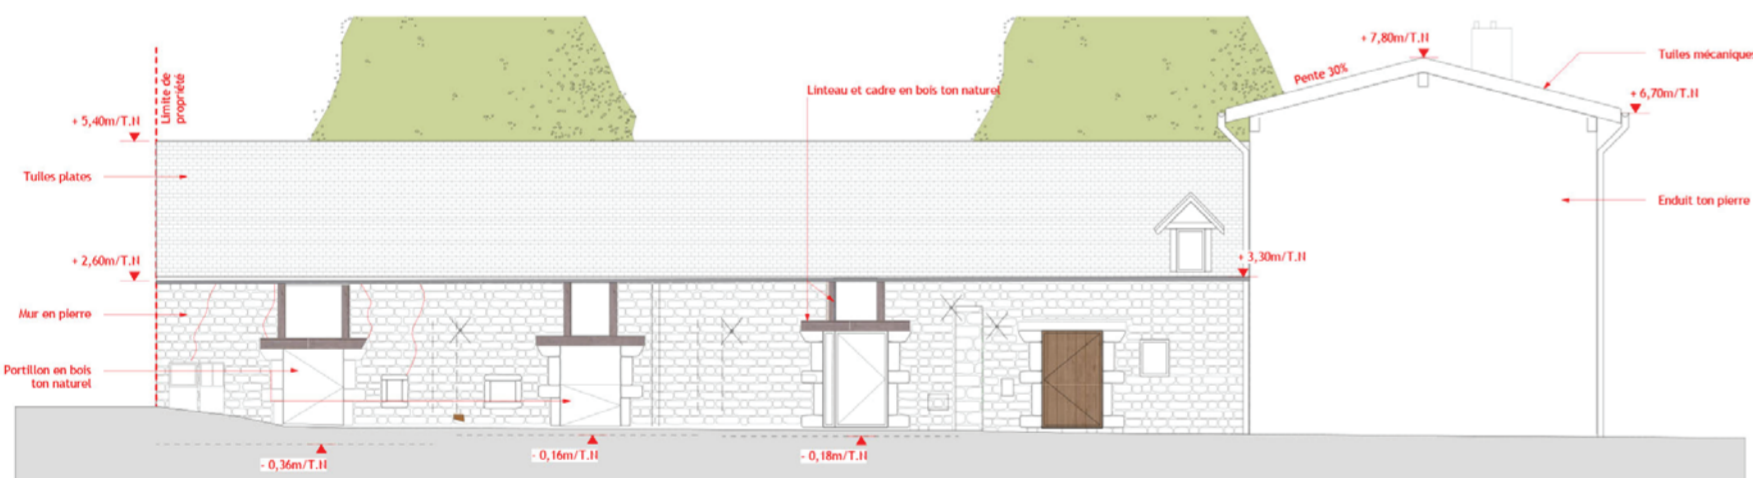 + 7,80m/T.N
Tuiles mécaniques
Pente 30%
Limite de
propriété
Linteau et cadre en bois ton naturel
+ 6,70m/T.N
+ 5,40m/T.N
Tuiles plates
Enduit ton pierre
+ 2,60m/T.N
+ 3,30m/T.N
Mur en pierre
Portillon en bois
ton naturel
- 0,36m/T.N
- 0,16m/T.N
- 0,18m/T.N